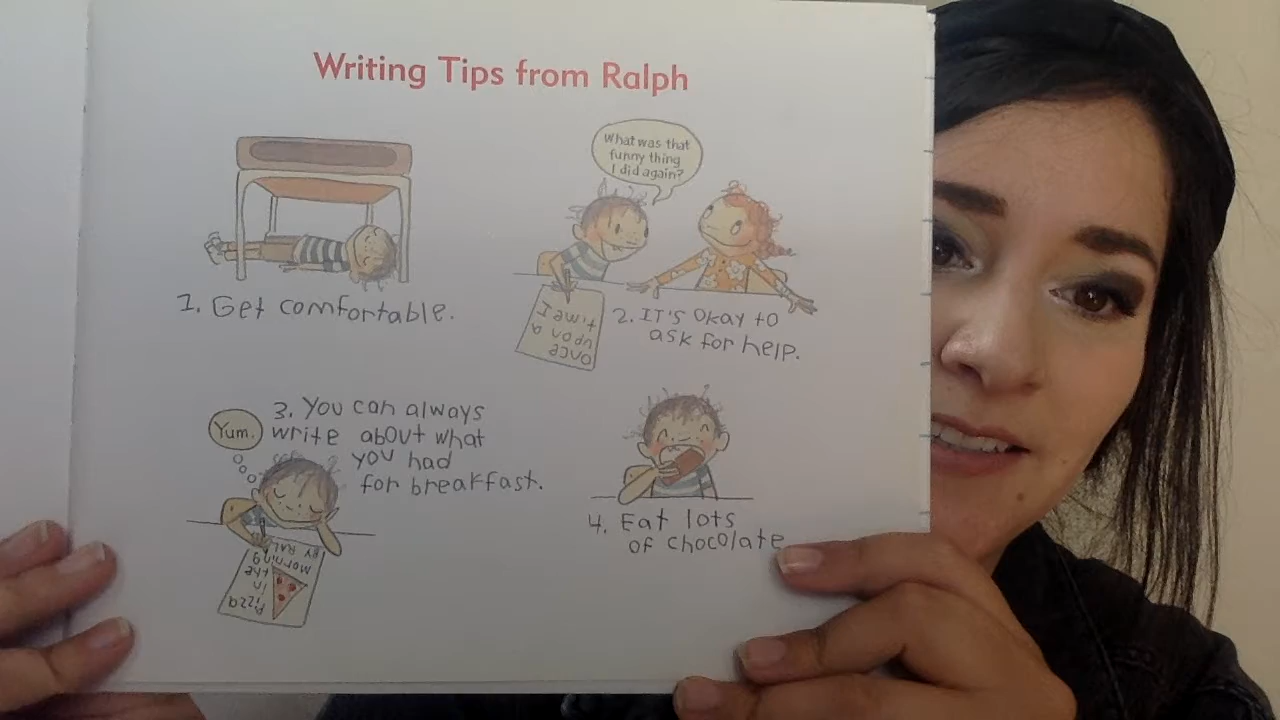 Writing Tips from Ralph
What was that
funny thing
I did again?
1. Get comfortable.
once
upon a
time I
2. IT'S Okay to
ask for help.
Yum.
3. You can always
write about what
you had
for breakfast.
Pizza
in
the
morning
BY RAL
4. Eat lots
of chocolate